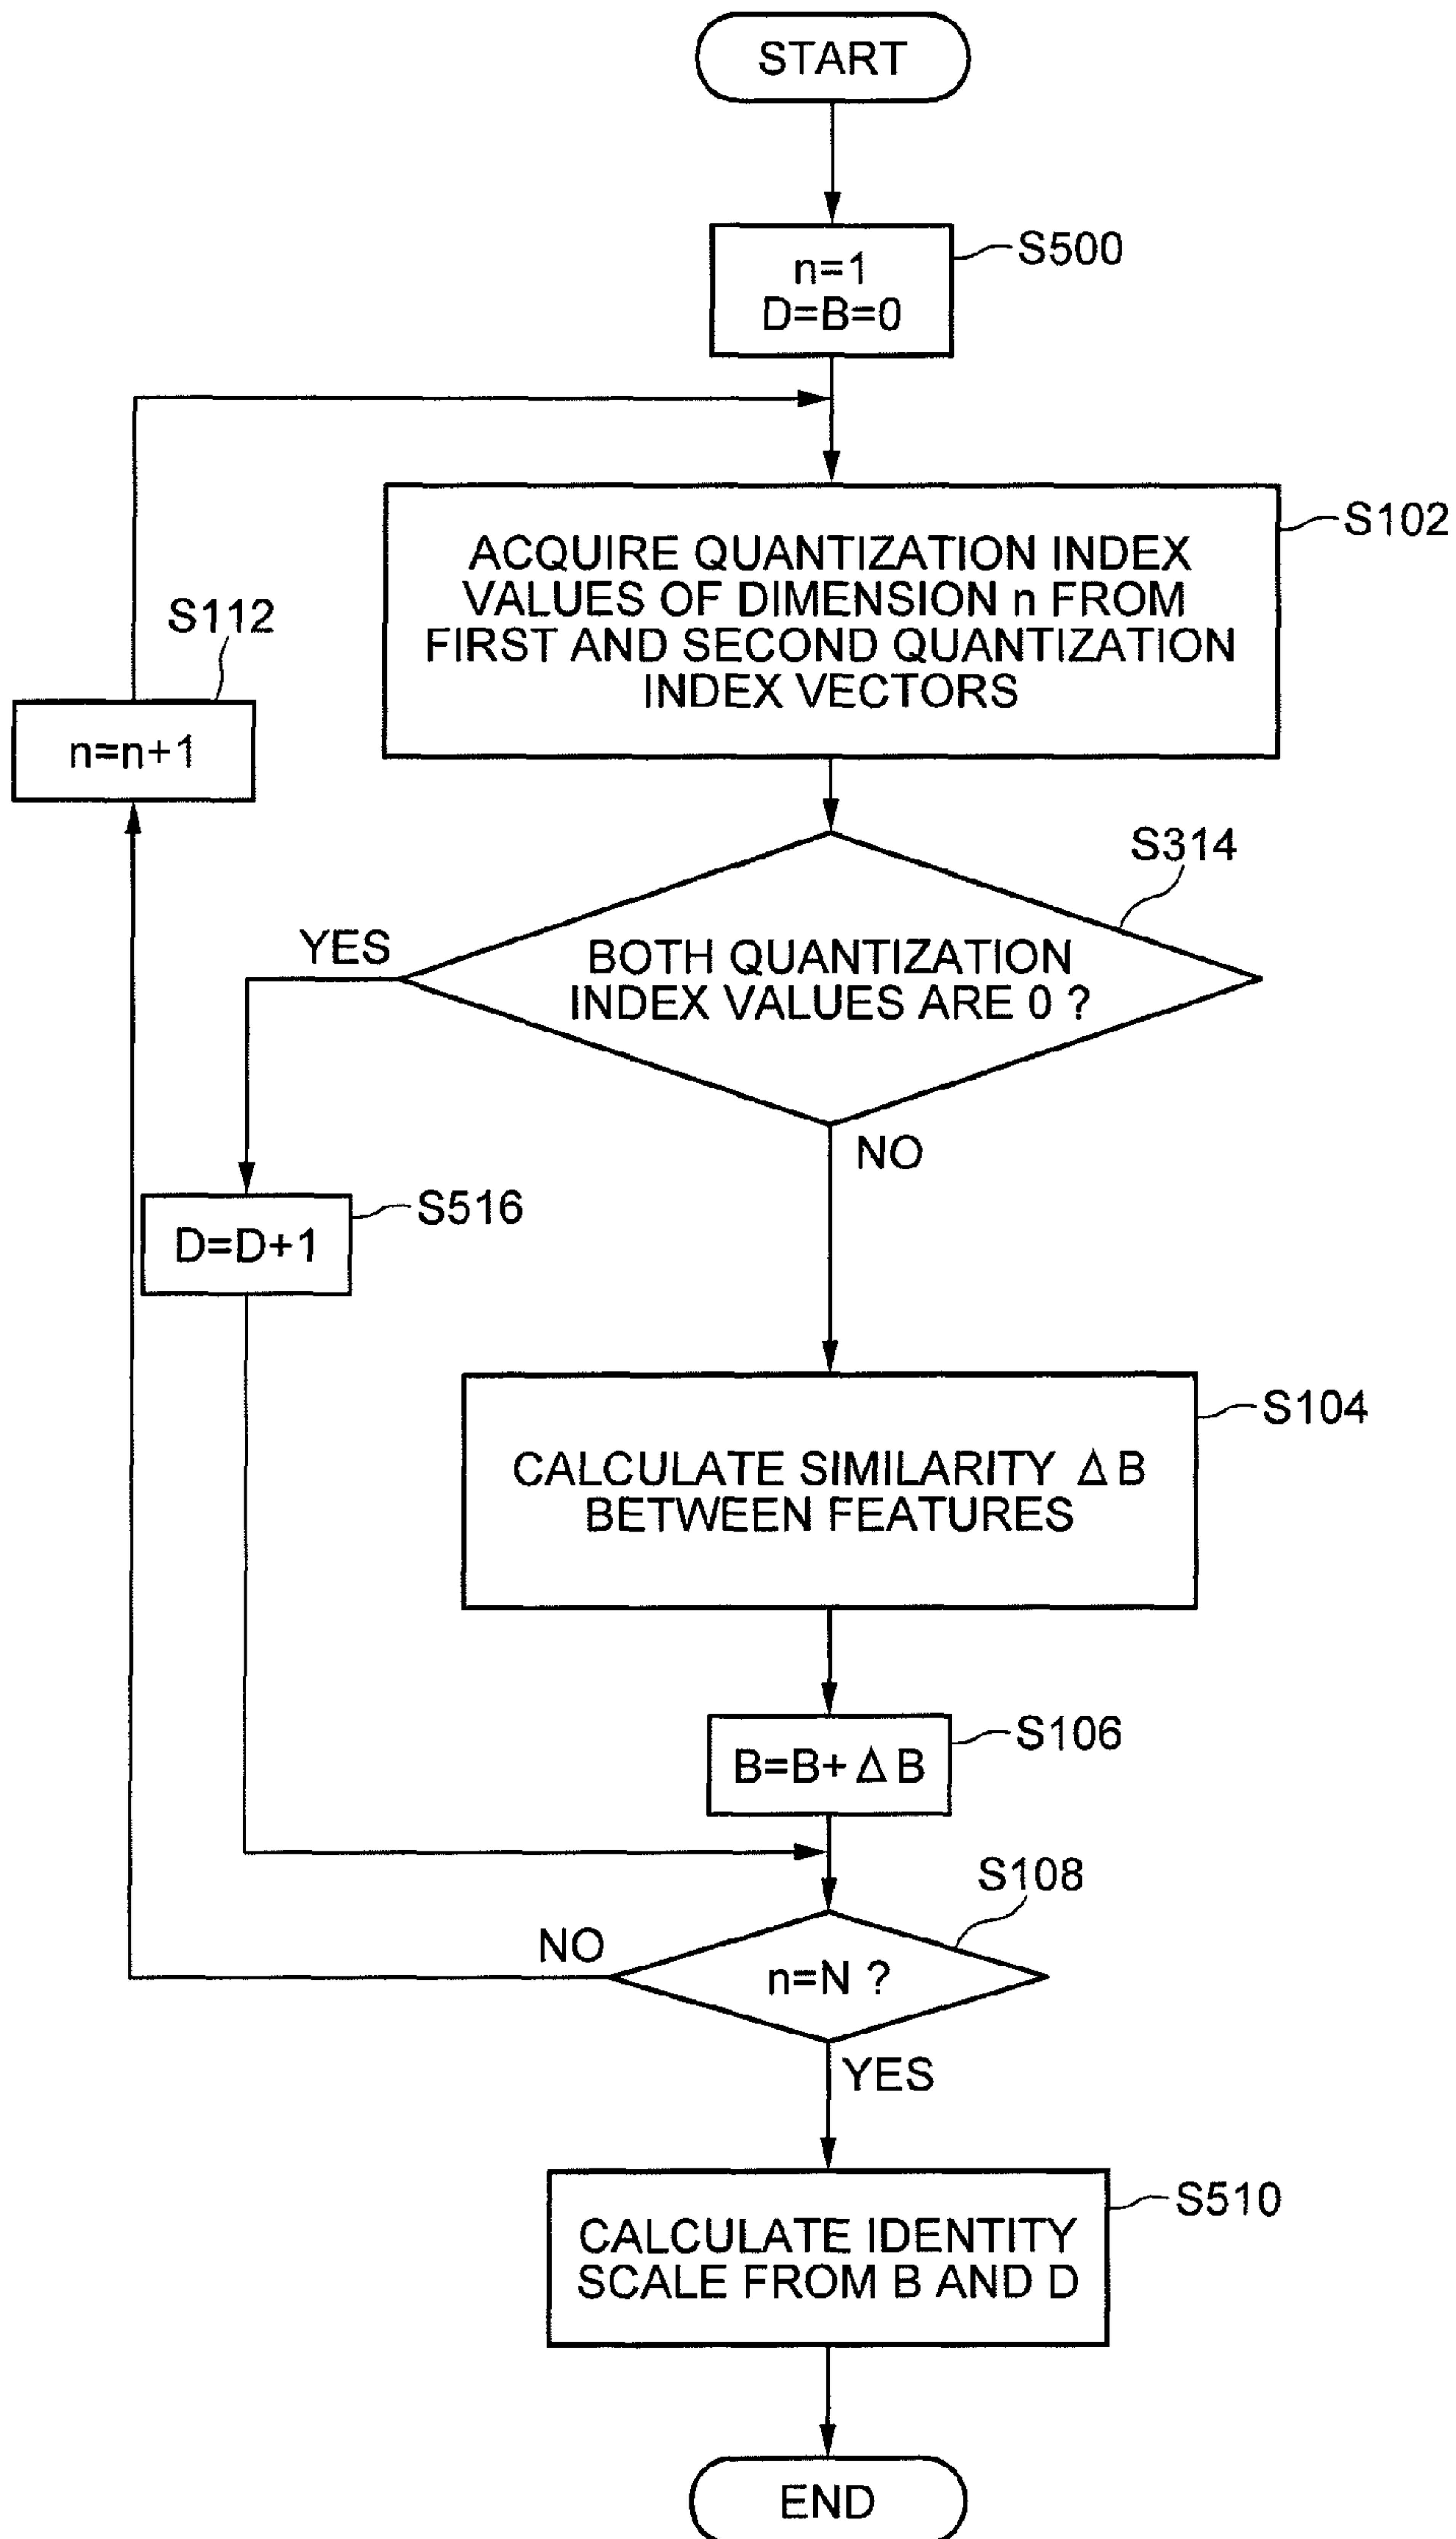 START
S500
n=1
D=B=0
S102
ACQUIRE QUANTIZATION INDEX
VALUES OF DIMENSION n FROM
FIRST AND SECOND QUANTIZATION
INDEX VECTORS
S112
n=n+1
S314
YES
BOTH QUANTIZATION
INDEX VALUES ARE 0 ?
NO
S516
D=D+1
S104
CALCULATE SIMILARITY Δ B
BETWEEN FEATURES
S106
B=B+ Δ B
S108
NO
n=N ?
YES
S510
CALCULATE IDENTITY
SCALE FROM B AND D
END